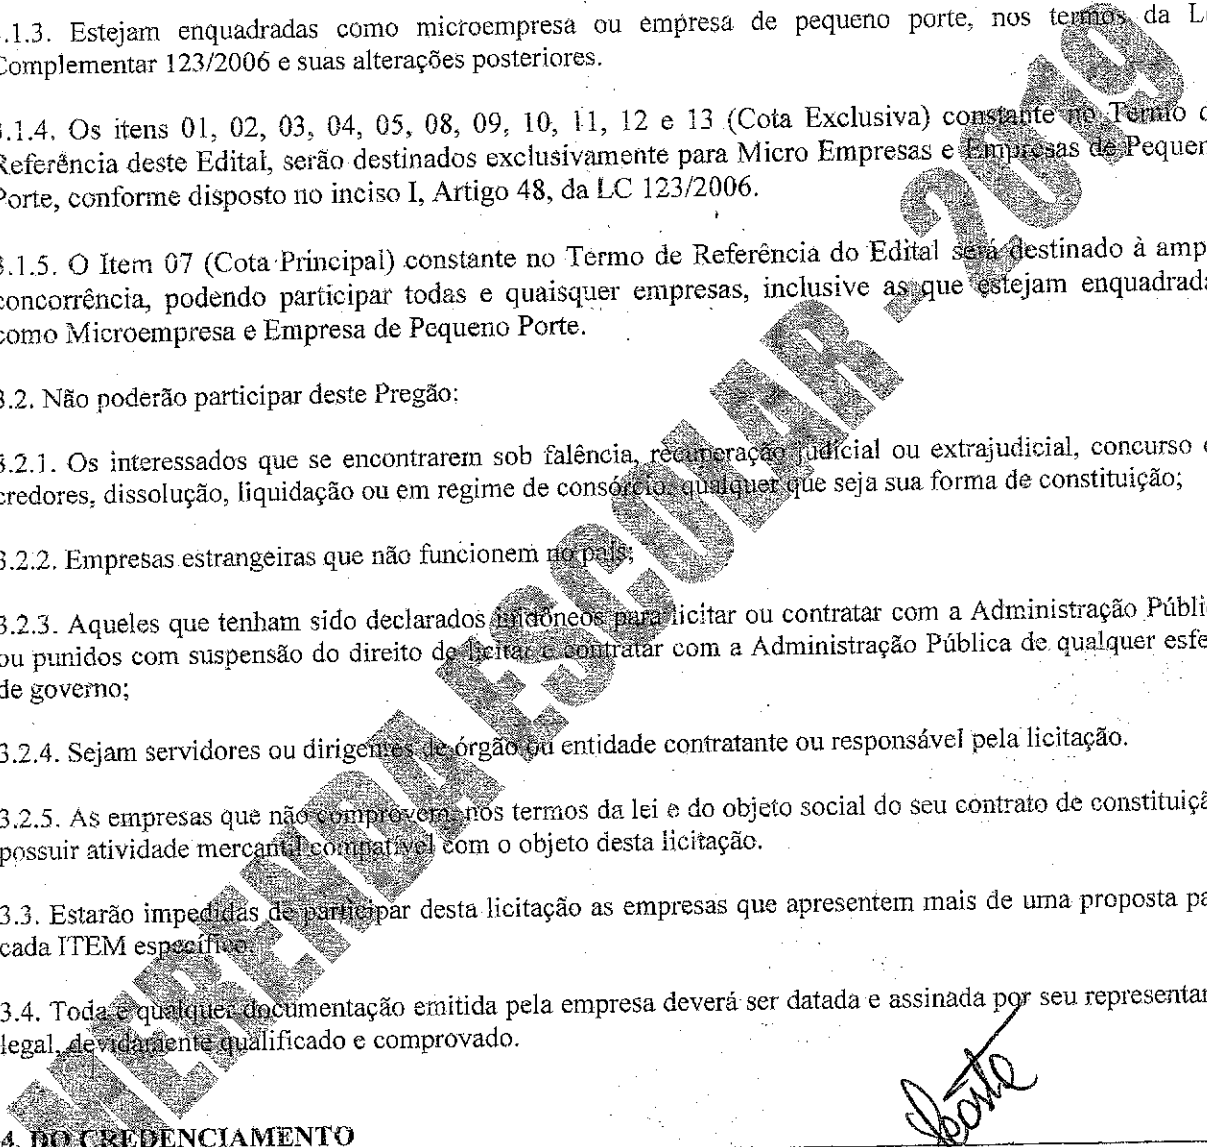 .1.3. Estejam enquadradas como microempresa ou empresa de pequeno porte, nos termos da L
Complementar 123/2006 e suas alterações posteriores.
.1.4. Os itens 01, 02, 03, 04, 05, 08, 09, 10, 11, 12 e 13 (Cota Exclusiva) constante no Termo d
Referência deste Edital, serão destinados exclusivamente para Micro Empresas e Empresas de Pequen
Porte, conforme disposto no inciso I, Artigo 48, da LC 123/2006.
3.1.5. O Item 07 (Cota Principal) constante no Termo de Referência do Edital será destinado à amp
concorrência, podendo participar todas e quaisquer empresas, inclusive as que estejam enquadrada
como Microempresa e Empresa de Pequeno Porte.
3.2. Não poderão participar deste Pregão:
3.2.1. Os interessados que se encontrarem sob falência, recuperação judicial ou extrajudicial, concurso
credores, dissolução, liquidação ou em regime de consórcio, qualquer que seja sua forma de constituição;
3.2.2. Empresas estrangeiras que não funcionem no país;
3.2.3. Aqueles que tenham sido declarados inidôneos para licitar ou contratar com a Administração Públi
ou punidos com suspensão do direito de licitar e contratar com a Administração Pública de qualquer esfe
de governo;
3.2.4. Sejam servidores ou dirigentes de órgão ou entidade contratante ou responsável pela licitação.
3.2.5. As empresas que não comprovem, nos termos da lei e do objeto social do seu contrato de constituiçã
possuir atividade mercantil compatível com o objeto desta licitação.
3.3. Estarão impedidas de participar desta licitação as empresas que apresentem mais de uma proposta pa
cada ITEM específico.
3.4. Toda e qualquer documentação emitida pela empresa deverá ser datada e assinada por seu representan
legal, devidamente qualificado e comprovado.
4. DO CREDENCIAMENTO
MERENDA ESCOLAR - 2019